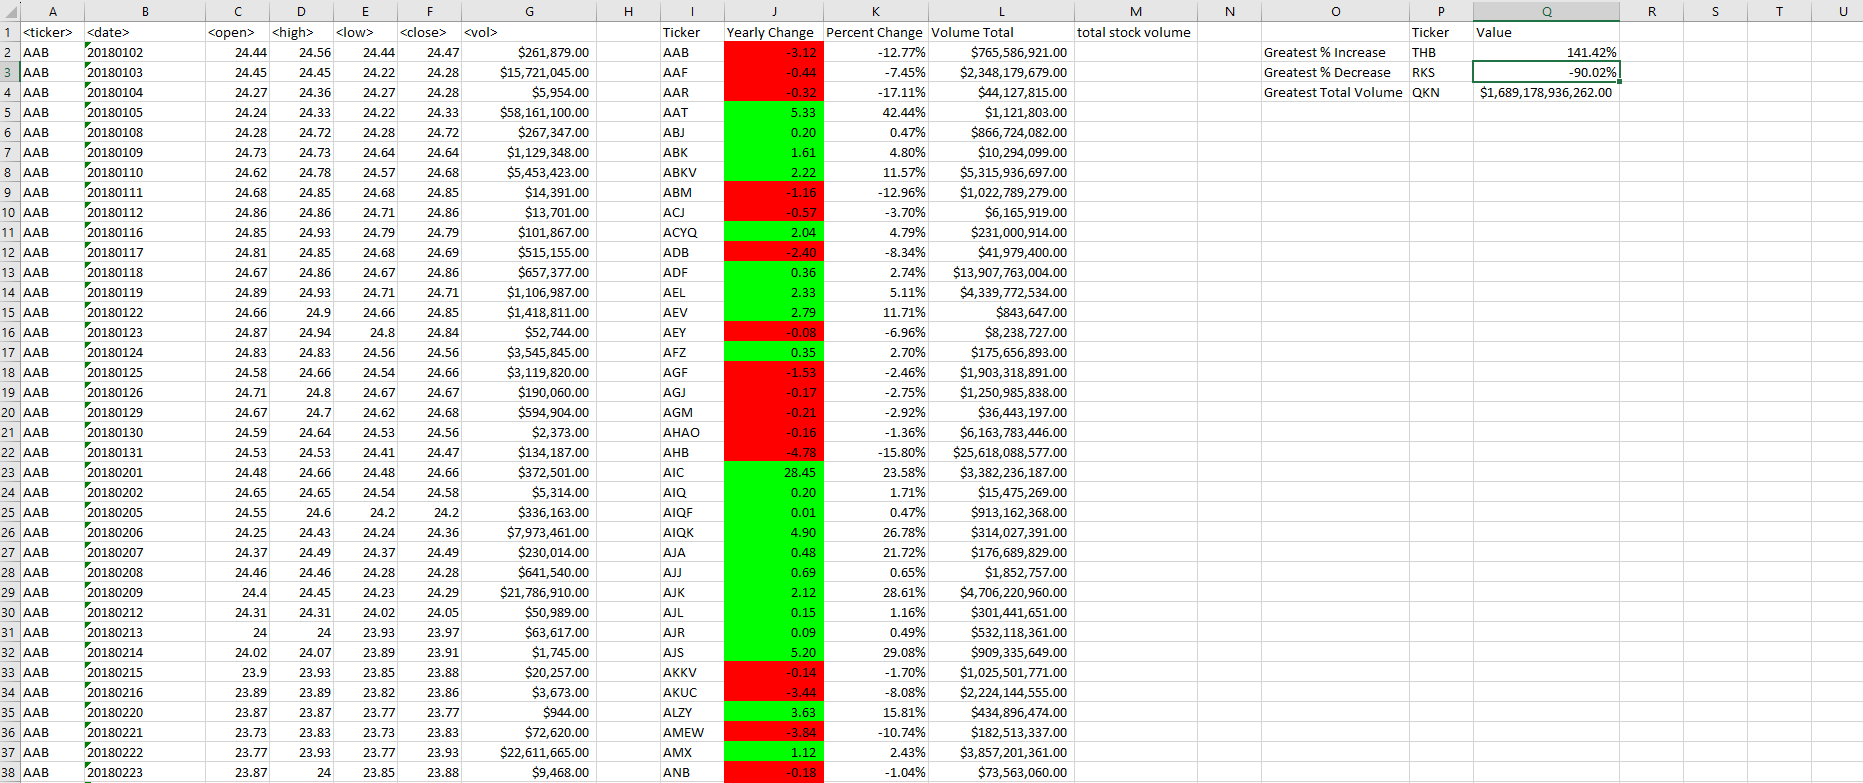 A B C D E F G H I J K L M N O P Q R S T U
1 <ticker> <date> <open> <high> <low> <close> <vol> Ticker Yearly Change Percent Change Volume Total total stock volume Ticker Value
2 AAB 20180102 24.44 24.56 24.44 24.47 $261,879.00 AAB -3.12 -12.77% $765,586,921.00 Greatest % Increase THB 141.42%
3 AAB 20180103 24.45 24.45 24.22 24.28 $15,721,045.00 AAF -0.44 -7.45% $2,348,179,679.00 Greatest % Decrease RKS -90.02%
4 AAB 20180104 24.27 24.36 24.27 24.28 $5,954.00 AAR -0.32 -17.11% $44,127,815.00 Greatest Total Volume QKN $1,689,178,936,262.00
5 AAB 20180105 24.24 24.33 24.22 24.33 $58,161,100.00 AAT 5.33 42.44% $1,121,803.00
6 AAB 20180108 24.28 24.72 24.28 24.72 $267,347.00 ABJ 0.20 0.47% $866,724,082.00
7 AAB 20180109 24.73 24.73 24.64 24.64 $1,129,348.00 ABK 1.61 4.80% $10,294,099.00
8 AAB 20180110 24.62 24.78 24.57 24.68 $5,453,423.00 ABKV 2.22 11.57% $5,315,936,697.00
9 AAB 20180111 24.68 24.85 24.68 24.85 $14,391.00 ABM -1.16 -12.96% $1,022,789,279.00
10 AAB 20180112 24.86 24.86 24.71 24.86 $13,701.00 ACJ -0.57 -3.70% $6,165,919.00
11 AAB 20180116 24.85 24.93 24.79 24.79 $101,867.00 ACYQ 2.04 4.79% $231,000,914.00
12 AAB 20180117 24.81 24.85 24.68 24.69 $515,155.00 ADB -2.40 -8.34% $41,979,400.00
13 AAB 20180118 24.67 24.86 24.67 24.86 $657,377.00 ADF 0.36 2.74% $13,907,763,004.00
14 AAB 20180119 24.89 24.93 24.71 24.71 $1,106,987.00 AEL 2.33 5.11% $4,339,772,534.00
15 AAB 20180122 24.66 24.9 24.66 24.85 $1,418,811.00 AEV 2.79 11.71% $843,647.00
16 AAB 20180123 24.87 24.94 24.8 24.84 $52,744.00 AEY -0.08 -6.96% $8,238,727.00
17 AAB 20180124 24.83 24.83 24.56 24.56 $3,545,845.00 AFZ 0.35 2.70% $175,656,893.00
18 AAB 20180125 24.58 24.66 24.54 24.66 $3,119,820.00 AGF -1.53 -2.46% $1,903,318,891.00
19 AAB 20180126 24.71 24.8 24.67 24.67 $190,060.00 AGJ -0.17 -2.75% $1,250,985,838.00
20 AAB 20180129 24.67 24.7 24.62 24.68 $594,904.00 AGM -0.21 -2.92% $36,443,197.00
21 AAB 20180130 24.59 24.64 24.53 24.56 $2,373.00 AHAO -0.16 -1.36% $6,163,783,446.00
22 AAB 20180131 24.53 24.53 24.41 24.47 $134,187.00 AHB -4.78 -15.80% $25,618,088,577.00
23 AAB 20180201 24.48 24.66 24.48 24.66 $372,501.00 AIC 28.45 23.58% $3,382,236,187.00
24 AAB 20180202 24.65 24.65 24.54 24.58 $5,314.00 AIQ 0.20 1.71% $15,475,269.00
25 AAB 20180205 24.55 24.6 24.2 24.2 $336,163.00 AIQF 0.01 0.47% $913,162,368.00
26 AAB 20180206 24.25 24.43 24.24 24.36 $7,973,461.00 AIQK 4.90 26.78% $314,027,391.00
27 AAB 20180207 24.37 24.49 24.37 24.49 $230,014.00 AJA 0.48 21.72% $176,689,829.00
28 AAB 20180208 24.46 24.46 24.28 24.28 $641,540.00 AJJ 0.69 0.65% $1,852,757.00
29 AAB 20180209 24.4 24.45 24.23 24.29 $21,786,910.00 AJK 2.12 28.61% $4,706,220,960.00
30 AAB 20180212 24.31 24.31 24.02 24.05 $50,989.00 AJL 0.15 1.16% $301,441,651.00
31 AAB 20180213 24 24 23.93 23.97 $63,617.00 AJR 0.09 0.49% $532,118,361.00
32 AAB 20180214 24.02 24.07 23.89 23.91 $1,745.00 AJS 5.20 29.08% $909,335,649.00
33 AAB 20180215 23.9 23.93 23.85 23.88 $20,257.00 AKKV -0.14 -1.70% $1,025,501,771.00
34 AAB 20180216 23.89 23.89 23.82 23.86 $3,673.00 AKUC -3.44 -8.08% $2,224,144,555.00
35 AAB 20180220 23.87 23.87 23.77 23.77 $944.00 ALZY 3.63 15.81% $434,896,474.00
36 AAB 20180221 23.73 23.83 23.73 23.83 $72,620.00 AMEW -3.84 -10.74% $182,513,337.00
37 AAB 20180222 23.77 23.93 23.77 23.93 $22,611,665.00 AMX 1.12 2.43% $3,857,201,361.00
38 AAB 20180223 23.87 24 23.85 23.88 $9,468.00 ANB -0.18 -1.04% $73,563,060.00